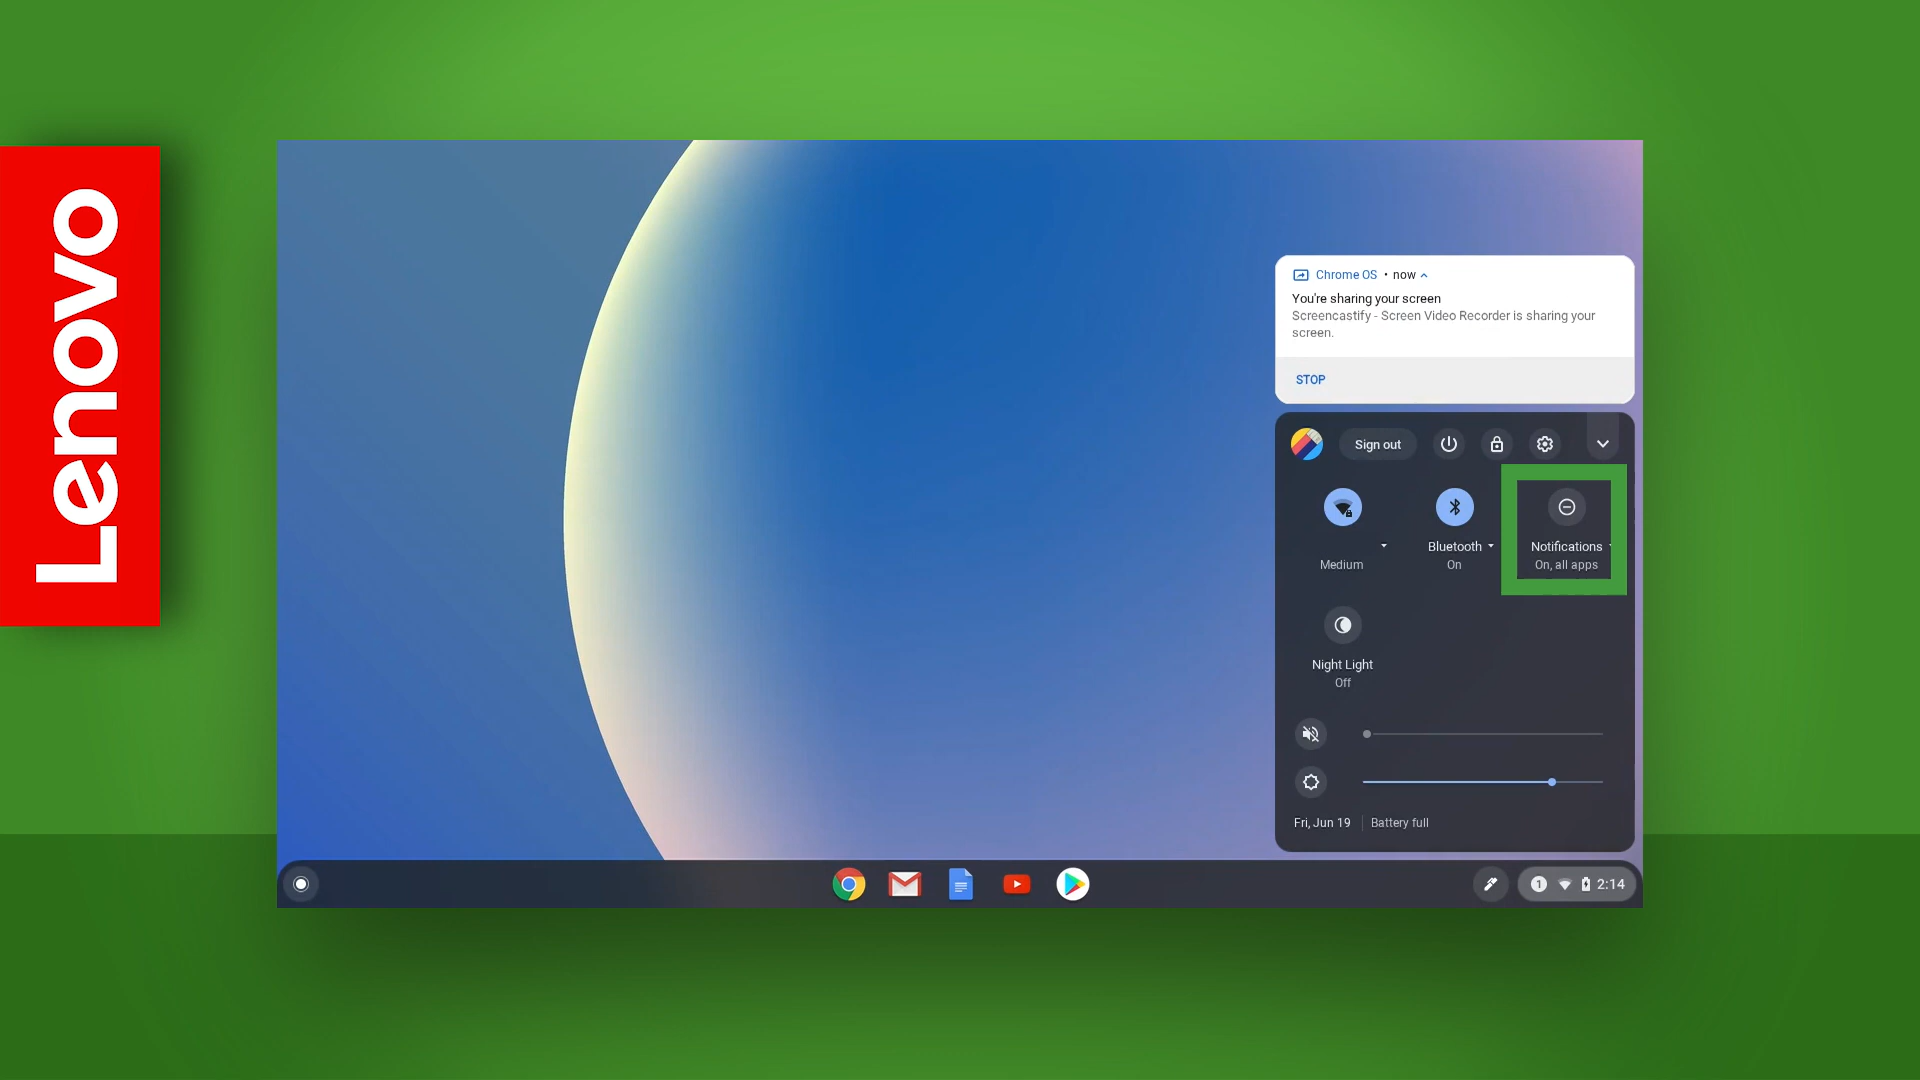 Lenovo
Chrome OS • now
You're sharing your screen
Screencastify - Screen Video Recorder is sharing your
screen.
STOP
Sign out
Medium
Bluetooth
On
Notifications
On, all apps
Night Light
Off
Fri, Jun 19
Battery full
1
2:14